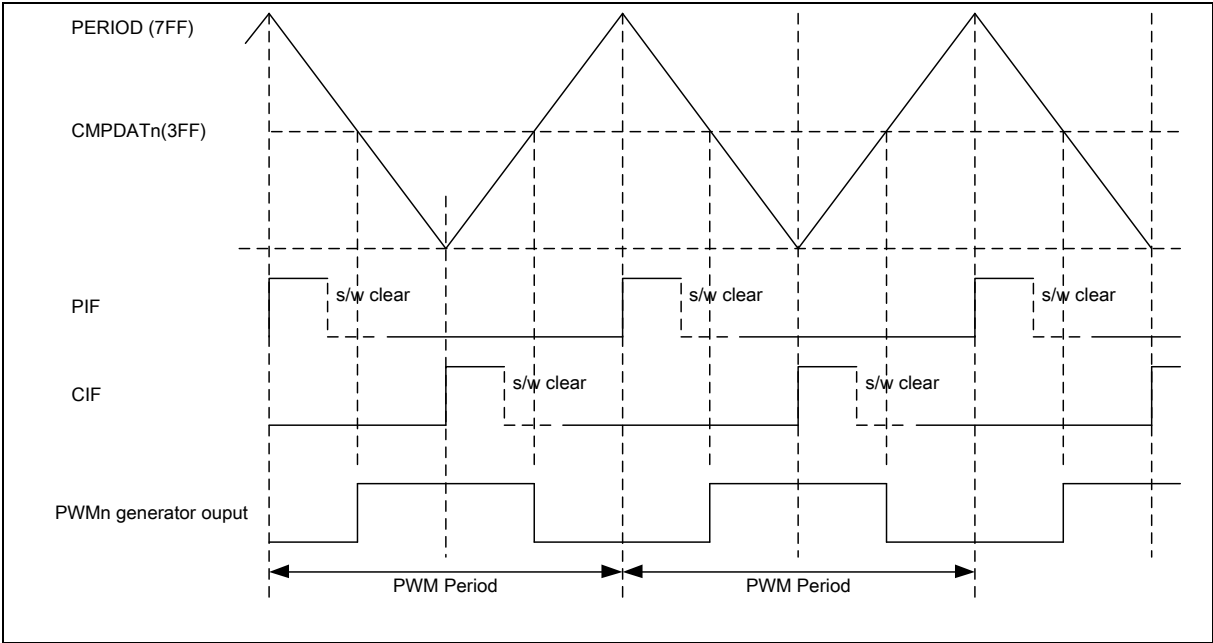 PERIOD (7FF)
CMPDATn(3FF)
PIF
s/w clear
s/w clear
s/w clear
CIF
s/w clear
s/w clear
PWMn generator ouput
PWM Period
PWM Period